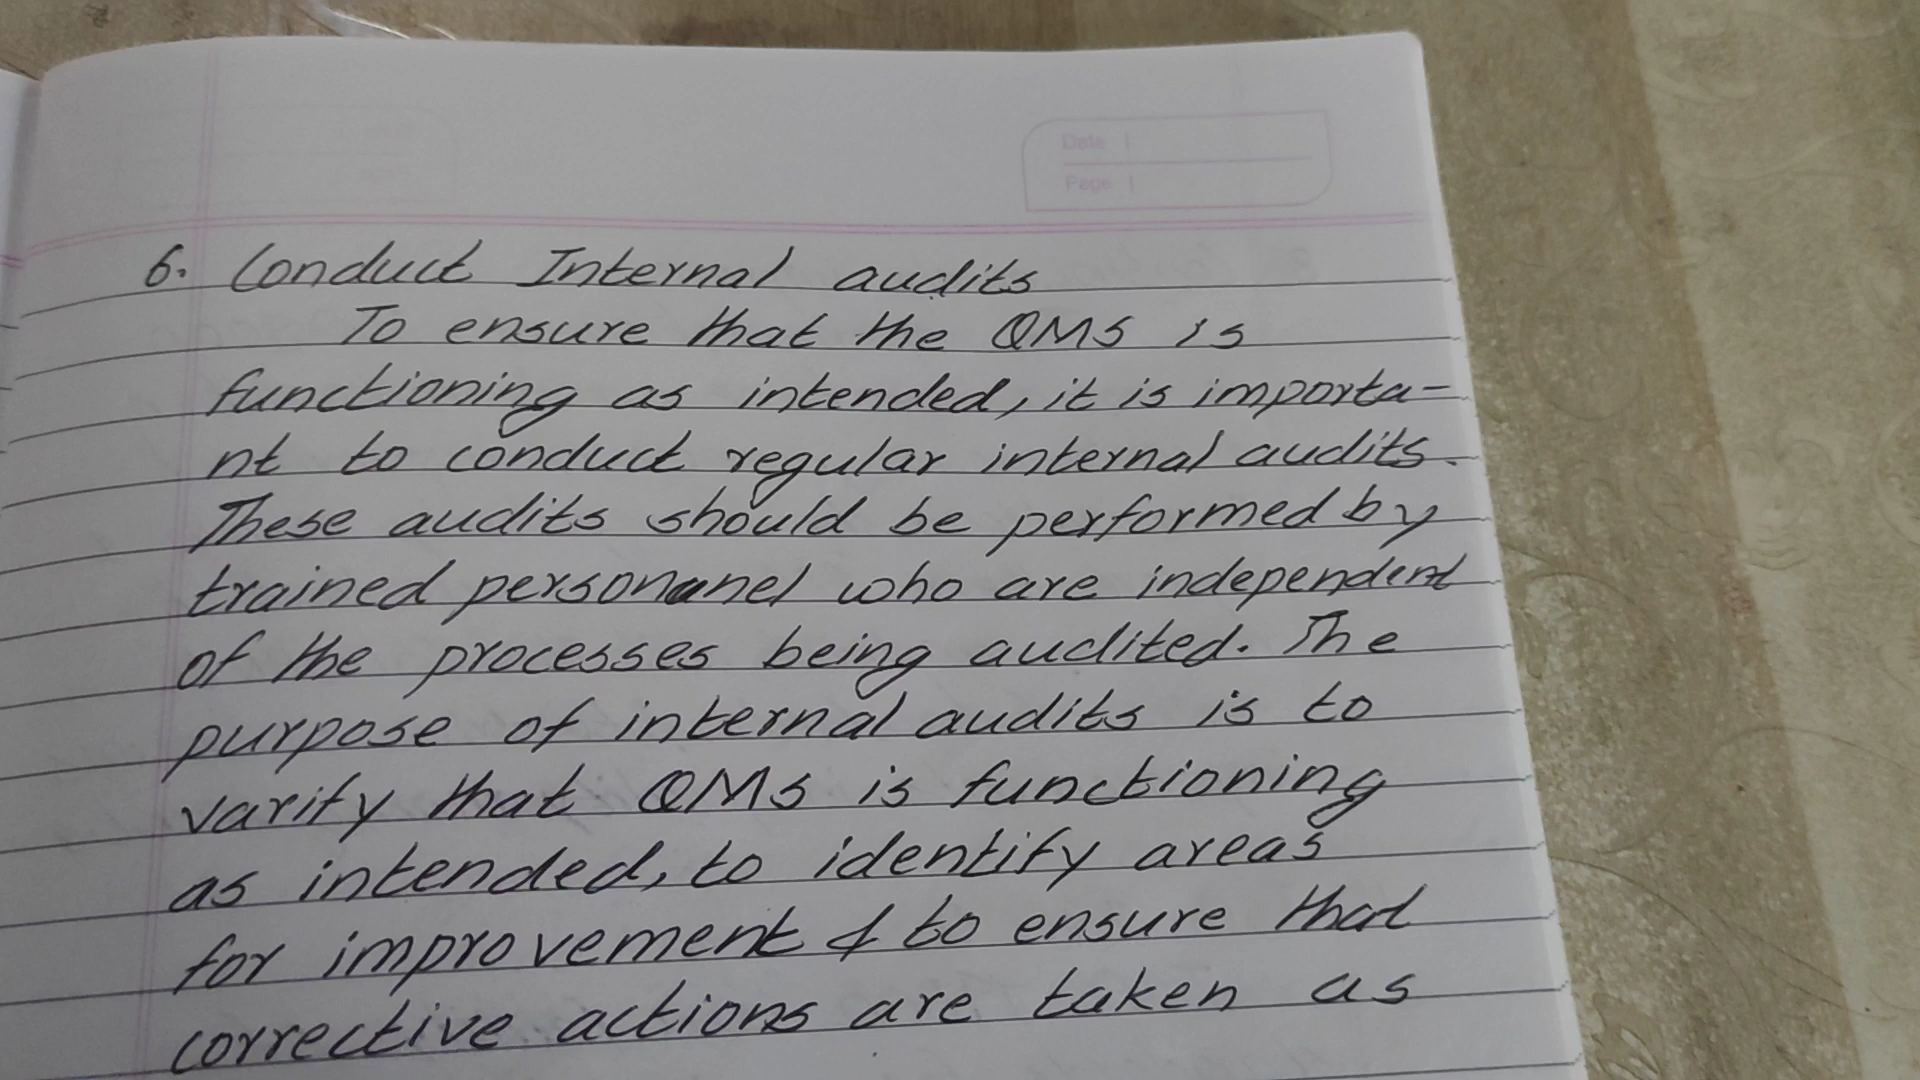 Date
Page
6. Conduct Internal audits
To ensure that the QMS is
functioning as intended, it is importa-
nt to conduct regular internal audits.
These audits should be performed by
trained personanel who are independent
of the processes being audited. The
purpose of internal audits is to
varify that QMS is functioning
as intended, to identify areas
for improvement & to ensure that
corrective actions are taken as